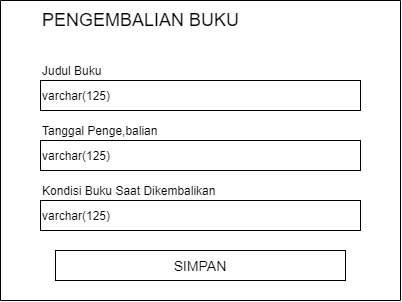 PENGEMBALIAN BUKU
Judul Buku
varchar(125)
Tanggal Penge,balian
varchar(125)
Kondisi Buku Saat Dikembalikan
varchar(125)
SIMPAN